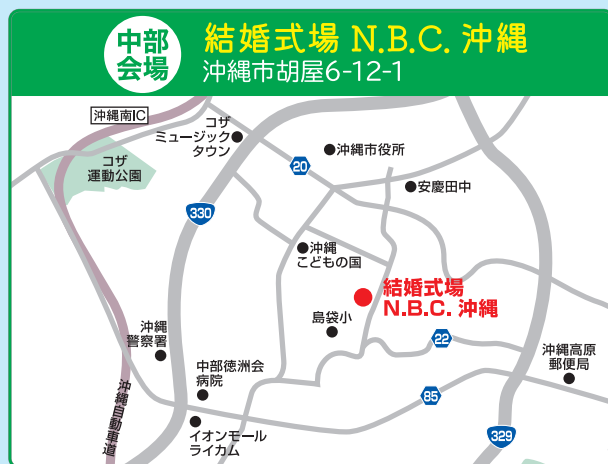 中部
会場
結婚式場 N.B.C. 沖縄
沖縄市胡屋6-12-1
沖縄南IC
コザ
ミュージック
タウン
沖縄市役所
コザ
運動公園
20
安慶田中
330
沖縄
こどもの国
結婚式場
N.B.C. 沖縄
島袋小
沖縄
警察署
22
沖縄高原
郵便局
中部徳洲会
病院
85
沖縄自動車道
イオンモール
ライカム
329